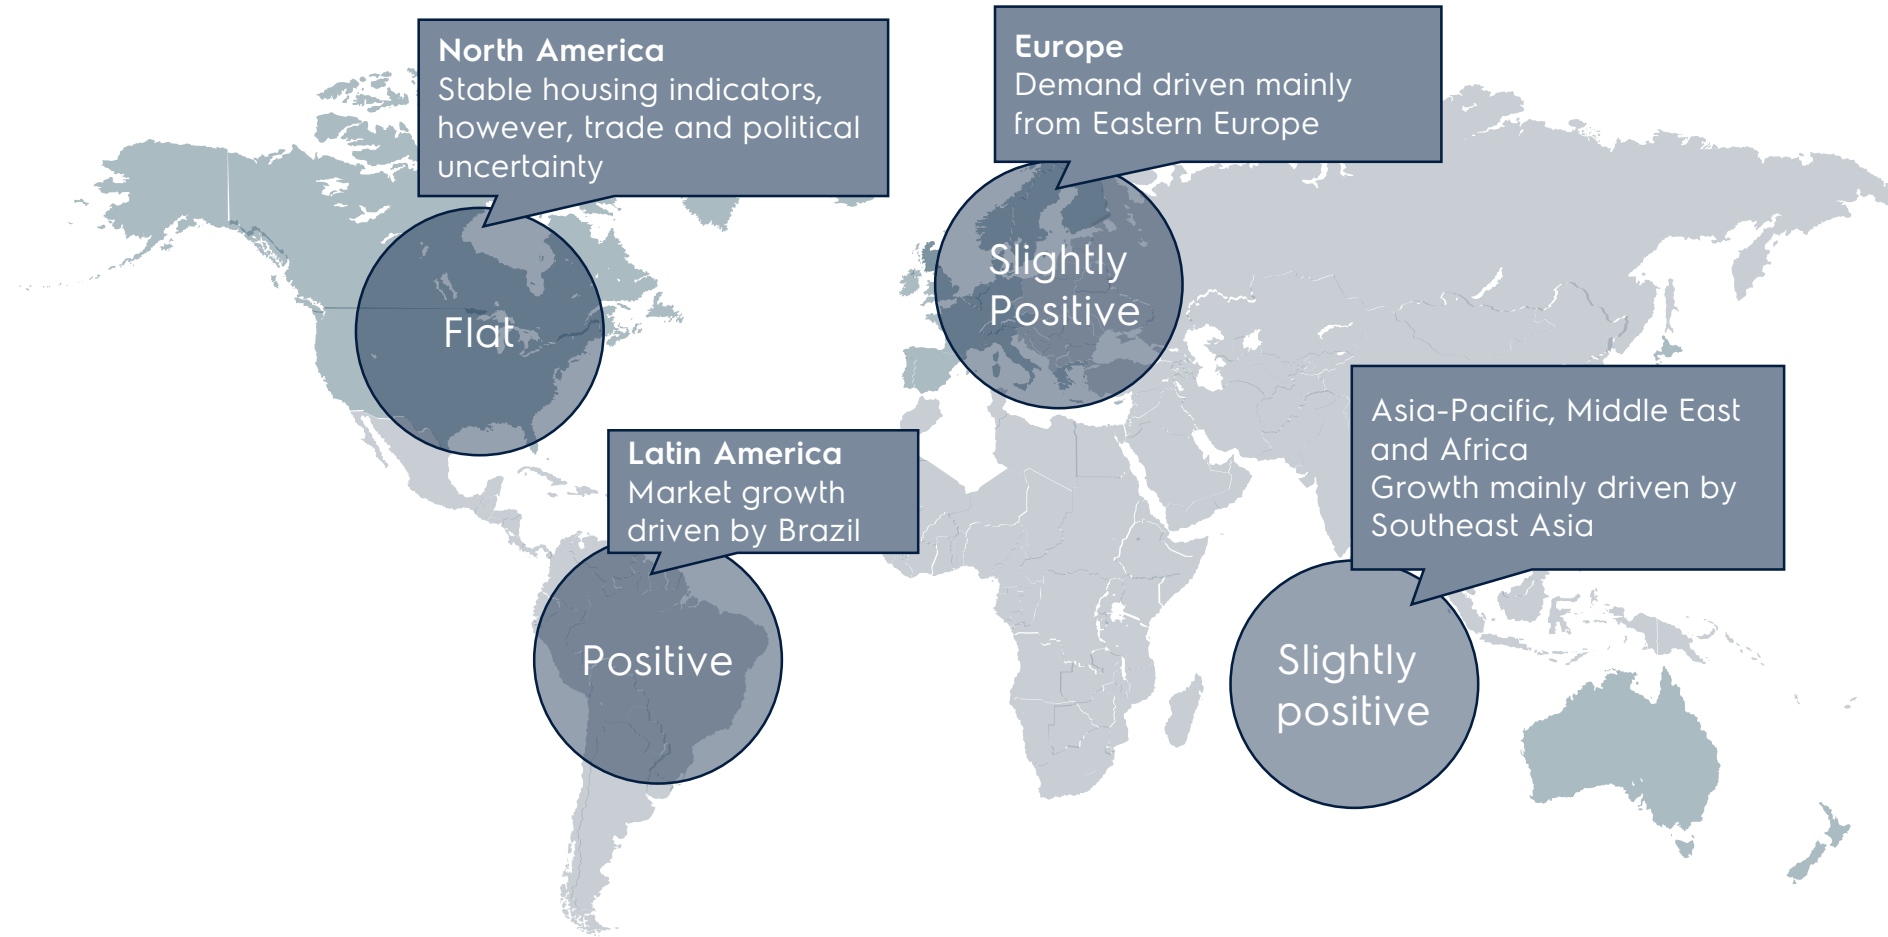 North America
Stable housing indicators,
however, trade and political
uncertainty
Flat
Europe
Demand driven mainly
from Eastern Europe
Slightly
Positive
Latin America
Market growth
driven by Brazil
Positive
Asia-Pacific, Middle East
and Africa
Growth mainly driven by
Southeast Asia
Slightly
positive